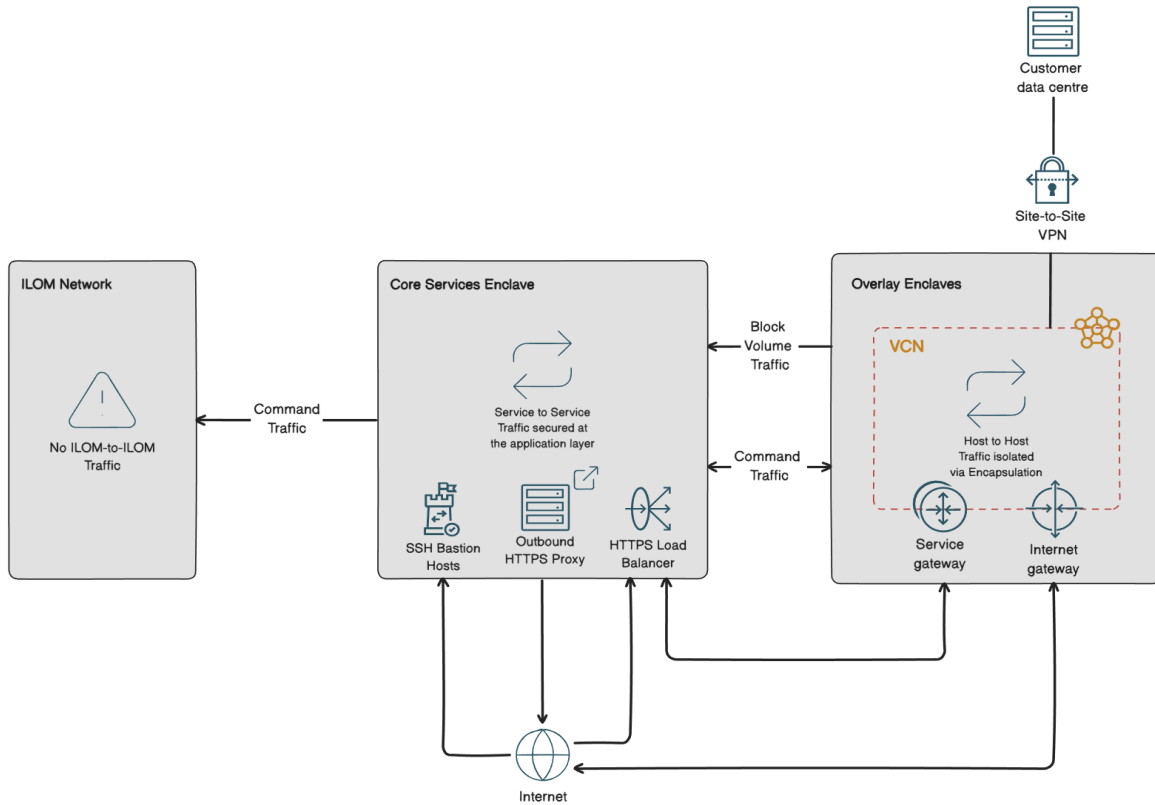 Customer
data centre
Site-to-Site
VPN
ILOM Network
No ILOM-to-ILOM
Traffic
Command
Traffic
Core Services Enclave
Service to Service
Traffic secured at
the application layer
SSH Bastion
Hosts
Outbound
HTTPS Proxy
HTTPS Load
Balancer
Block
Volume
Traffic
Command
Traffic
Overlay Enclaves
VCN
Host to Host
Traffic isolated
via Encapsulation
Service
gateway
Internet
gateway
Internet